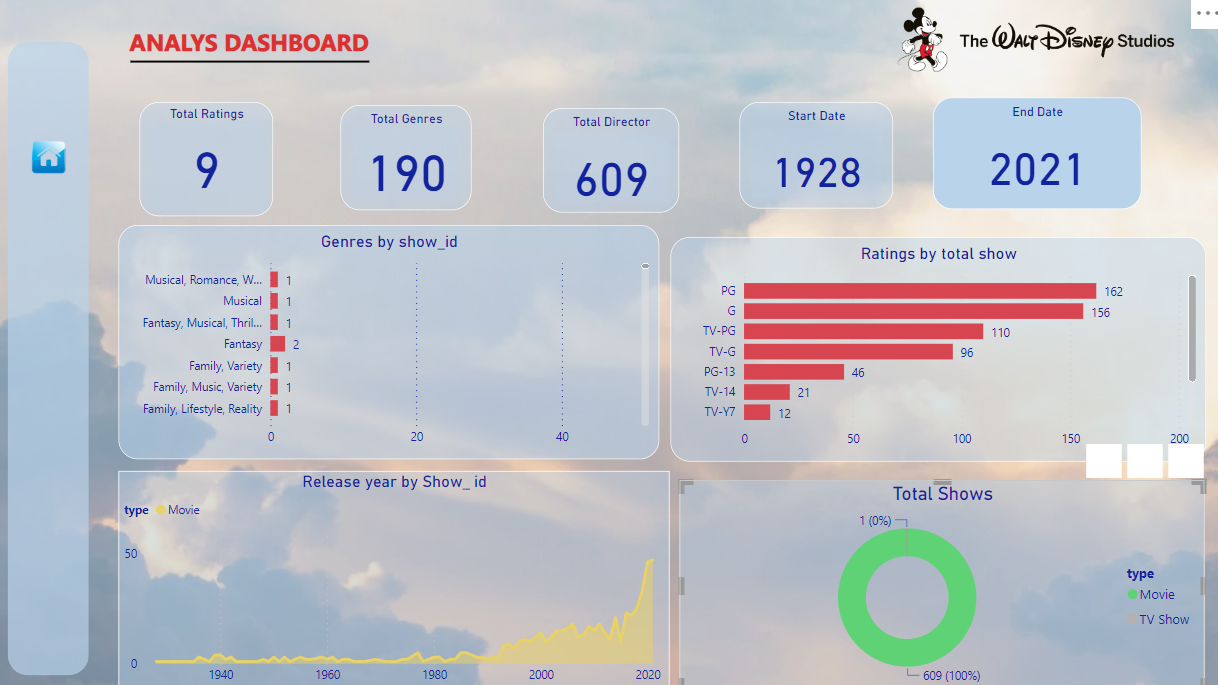 ANALYS DASHBOARD
The WALT DISNEY Studios
Total Ratings
9
Total Genres
190
Total Director
609
Start Date
1928
End Date
2021
Genres by show_id
Musical, Romance, W... 1
Musical 1
Fantasy, Musical, Thril... 1
Fantasy 2
Family, Variety 1
Family, Music, Variety 1
Family, Lifestyle, Reality 1
0 20 40
Ratings by total show
PG 162
G 156
TV-PG 110
TV-G 96
PG-13 46
TV-14 21
TV-Y7 12
0 50 100 150 200
Release year by Show_ id
type Movie
50
0
1940 1960 1980 2000 2020
Total Shows
1 (0%)
609 (100%)
type
Movie
TV Show